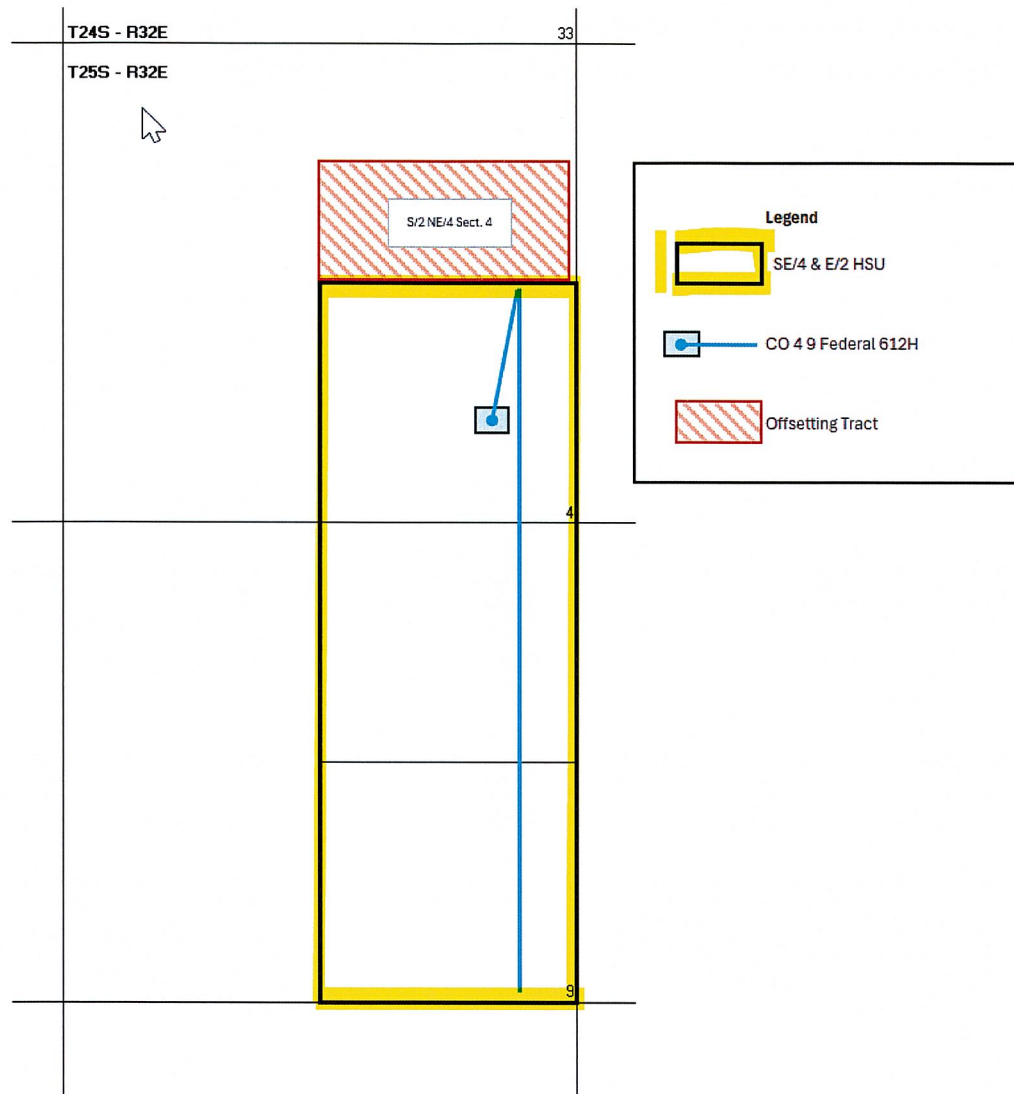 T24S - R32E
33
T25S - R32E
S/2 NE/4 Sect. 4
Legend
SE/4 & E/2 HSU
CO 4 9 Federal 612H
Offsetting Tract
4
9